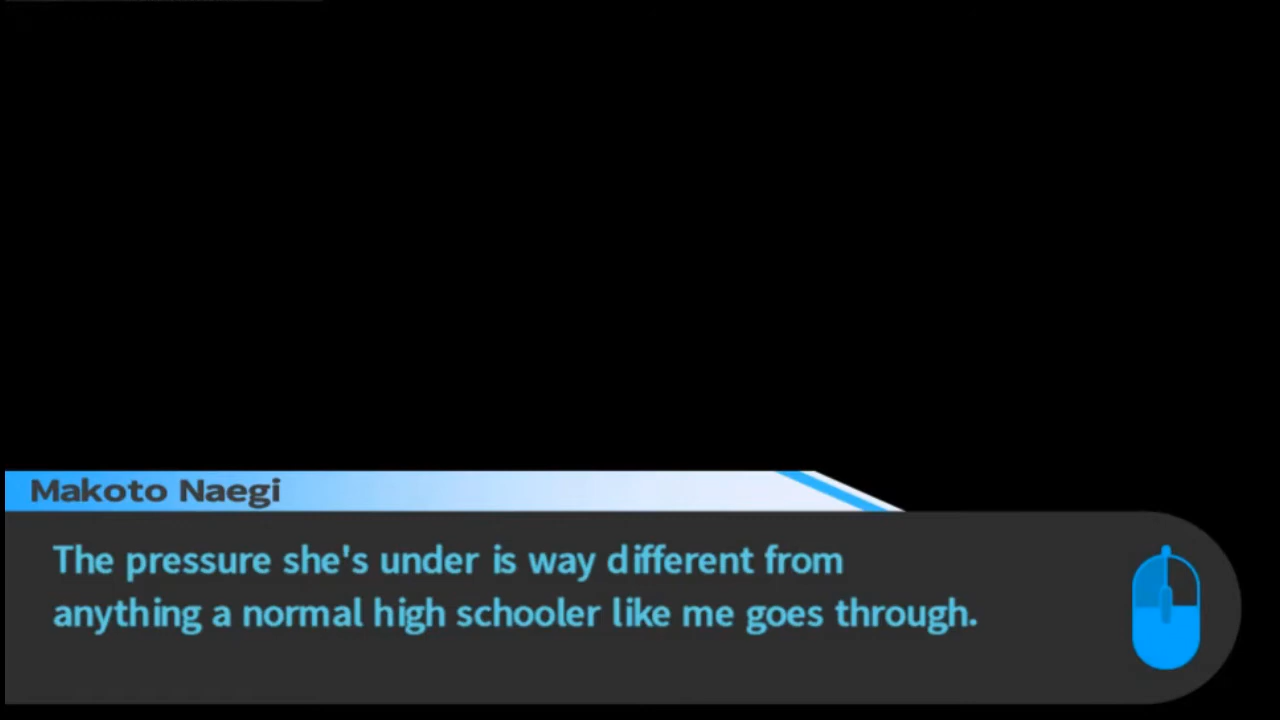 Makoto Naegi
The pressure she's under is way different from
anything a normal high schooler like me goes through.